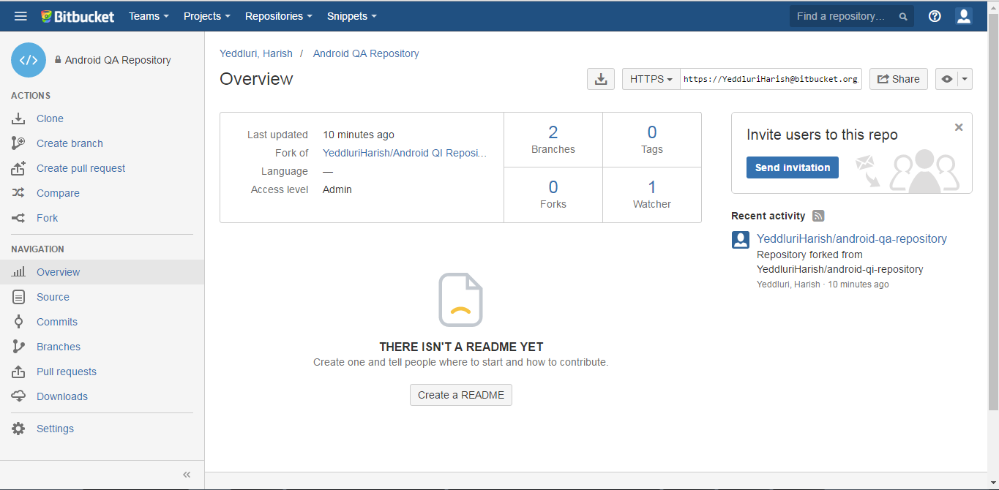 Bitbucket Teams Projects Repositories Snippets Find a repository...
</> Android QA Repository
ACTIONS
Clone
Create branch
Create pull request
Compare
Fork
NAVIGATION
Overview
Source
Commits
Branches
Pull requests
Downloads
Settings
Yeddluri, Harish / Android QA Repository
Overview
HTTPS https://YeddluriHarish@bitbucket.org Share
Last updated 10 minutes ago
Fork of YeddluriHarish/Android QI Reposi...
Language —
Access level Admin
2
Branches
0
Tags
0
Forks
1
Watcher
THERE ISN'T A README YET
Create one and tell people where to start and how to contribute.
Create a README
Invite users to this repo
Send invitation
Recent activity
YeddluriHarish/android-qa-repository
Repository forked from
YeddluriHarish/android-qi-repository
Yeddluri, Harish · 10 minutes ago